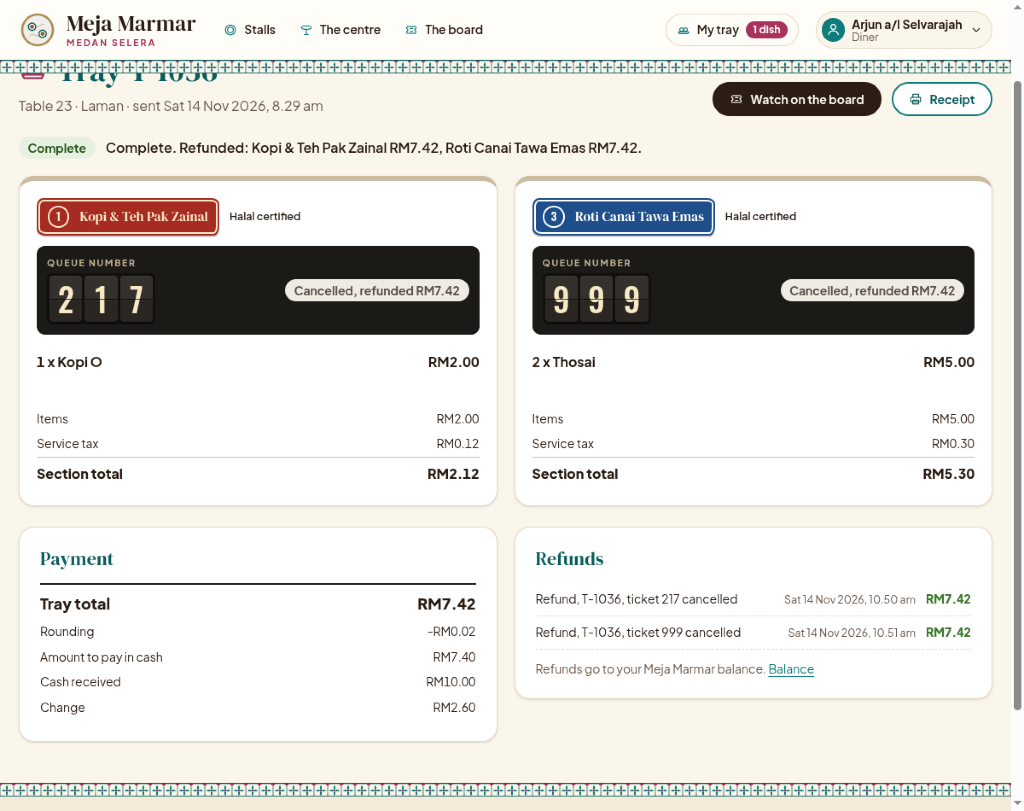 Meja Marmar
MEDAN SELERA
Stalls
The centre
The board
My tray
1 dish
Arjun a/l Selvarajah
Diner
Tray T-1036
Table 23 · Laman · sent Sat 14 Nov 2026, 8.29 am
Watch on the board
Receipt
Complete
Complete. Refunded: Kopi & Teh Pak Zainal RM7.42, Roti Canai Tawa Emas RM7.42.
1 Kopi & Teh Pak Zainal
Halal certified
QUEUE NUMBER
217
Cancelled, refunded RM7.42
1 x Kopi O RM2.00
Items RM2.00
Service tax RM0.12
Section total RM2.12
3 Roti Canai Tawa Emas
Halal certified
QUEUE NUMBER
999
Cancelled, refunded RM7.42
2 x Thosai RM5.00
Items RM5.00
Service tax RM0.30
Section total RM5.30
Payment
Tray total RM7.42
Rounding -RM0.02
Amount to pay in cash RM7.40
Cash received RM10.00
Change RM2.60
Refunds
Refund, T-1036, ticket 217 cancelled Sat 14 Nov 2026, 10.50 am RM7.42
Refund, T-1036, ticket 999 cancelled Sat 14 Nov 2026, 10.51 am RM7.42
Refunds go to your Meja Marmar balance. Balance